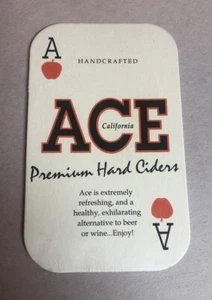 A
HANDCRAFTED
ACE
California
Premium Hard Ciders
Ace is extremely
refreshing, and a
healthy, exhilarating
alternative to beer
or wine...Enjoy!
A